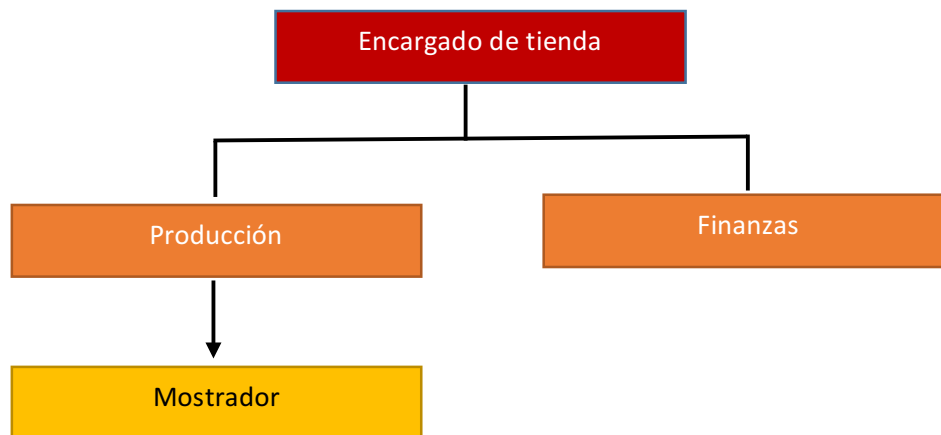 Encargado de tienda
Producción
Finanzas
Mostrador